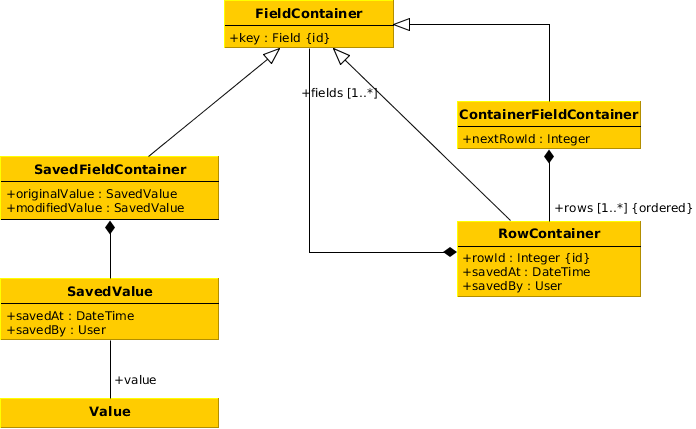 FieldContainer
+key : Field {id}
+fields [1..*]
ContainerFieldContainer
+nextRowId : Integer
SavedFieldContainer
+originalValue : SavedValue
+modifiedValue : SavedValue
+rows [1..*] {ordered}
RowContainer
+rowId : Integer {id}
+savedAt : DateTime
+savedBy : User
SavedValue
+savedAt : DateTime
+savedBy : User
+value
Value